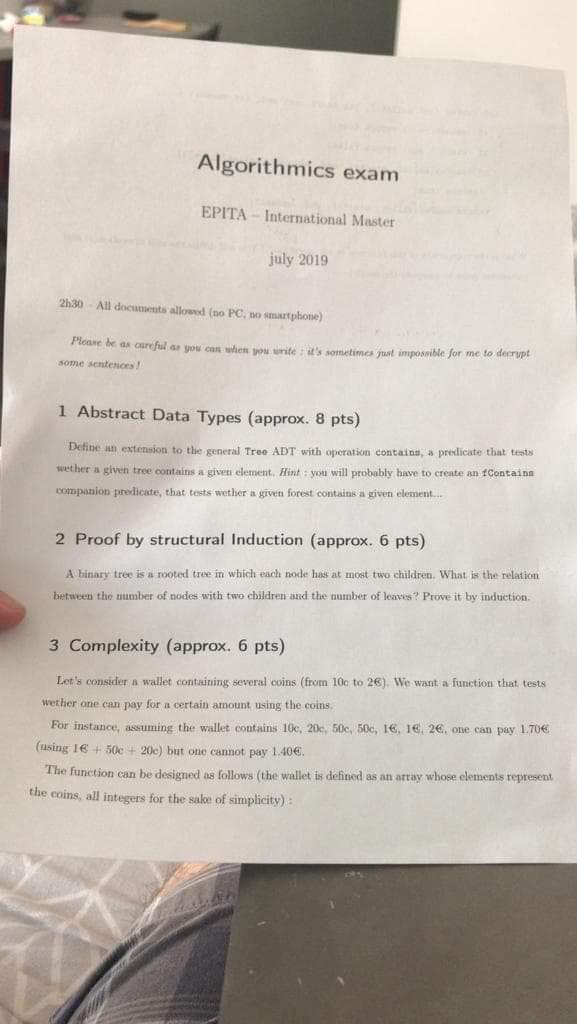 Algorithmics exam
EPITA – International Master
july 2019
2h30 - All documents allowed (no PC, no smartphone)
Please be as careful as you can when you write : it's sometimes just impossible for me to decrypt
some sentences !
1 Abstract Data Types (approx. 8 pts)
Define an extension to the general Tree ADT with operation contains, a predicate that tests
wether a given tree contains a given element. Hint : you will probably have to create an fContains
companion predicate, that tests wether a given forest contains a given element...
2 Proof by structural Induction (approx. 6 pts)
A binary tree is a rooted tree in which each node has at most two children. What is the relation
between the number of nodes with two children and the number of leaves ? Prove it by induction.
3 Complexity (approx. 6 pts)
Let's consider a wallet containing several coins (from 10c to 2€). We want a function that tests
wether one can pay for a certain amount using the coins.
For instance, assuming the wallet contains 10c, 20c, 50c, 50c, 1€, 1€, 2€, one can pay 1.70€
(using 1€ + 50c + 20c) but one cannot pay 1.40€.
The function can be designed as follows (the wallet is defined as an array whose elements represent
the coins, all integers for the sake of simplicity) :